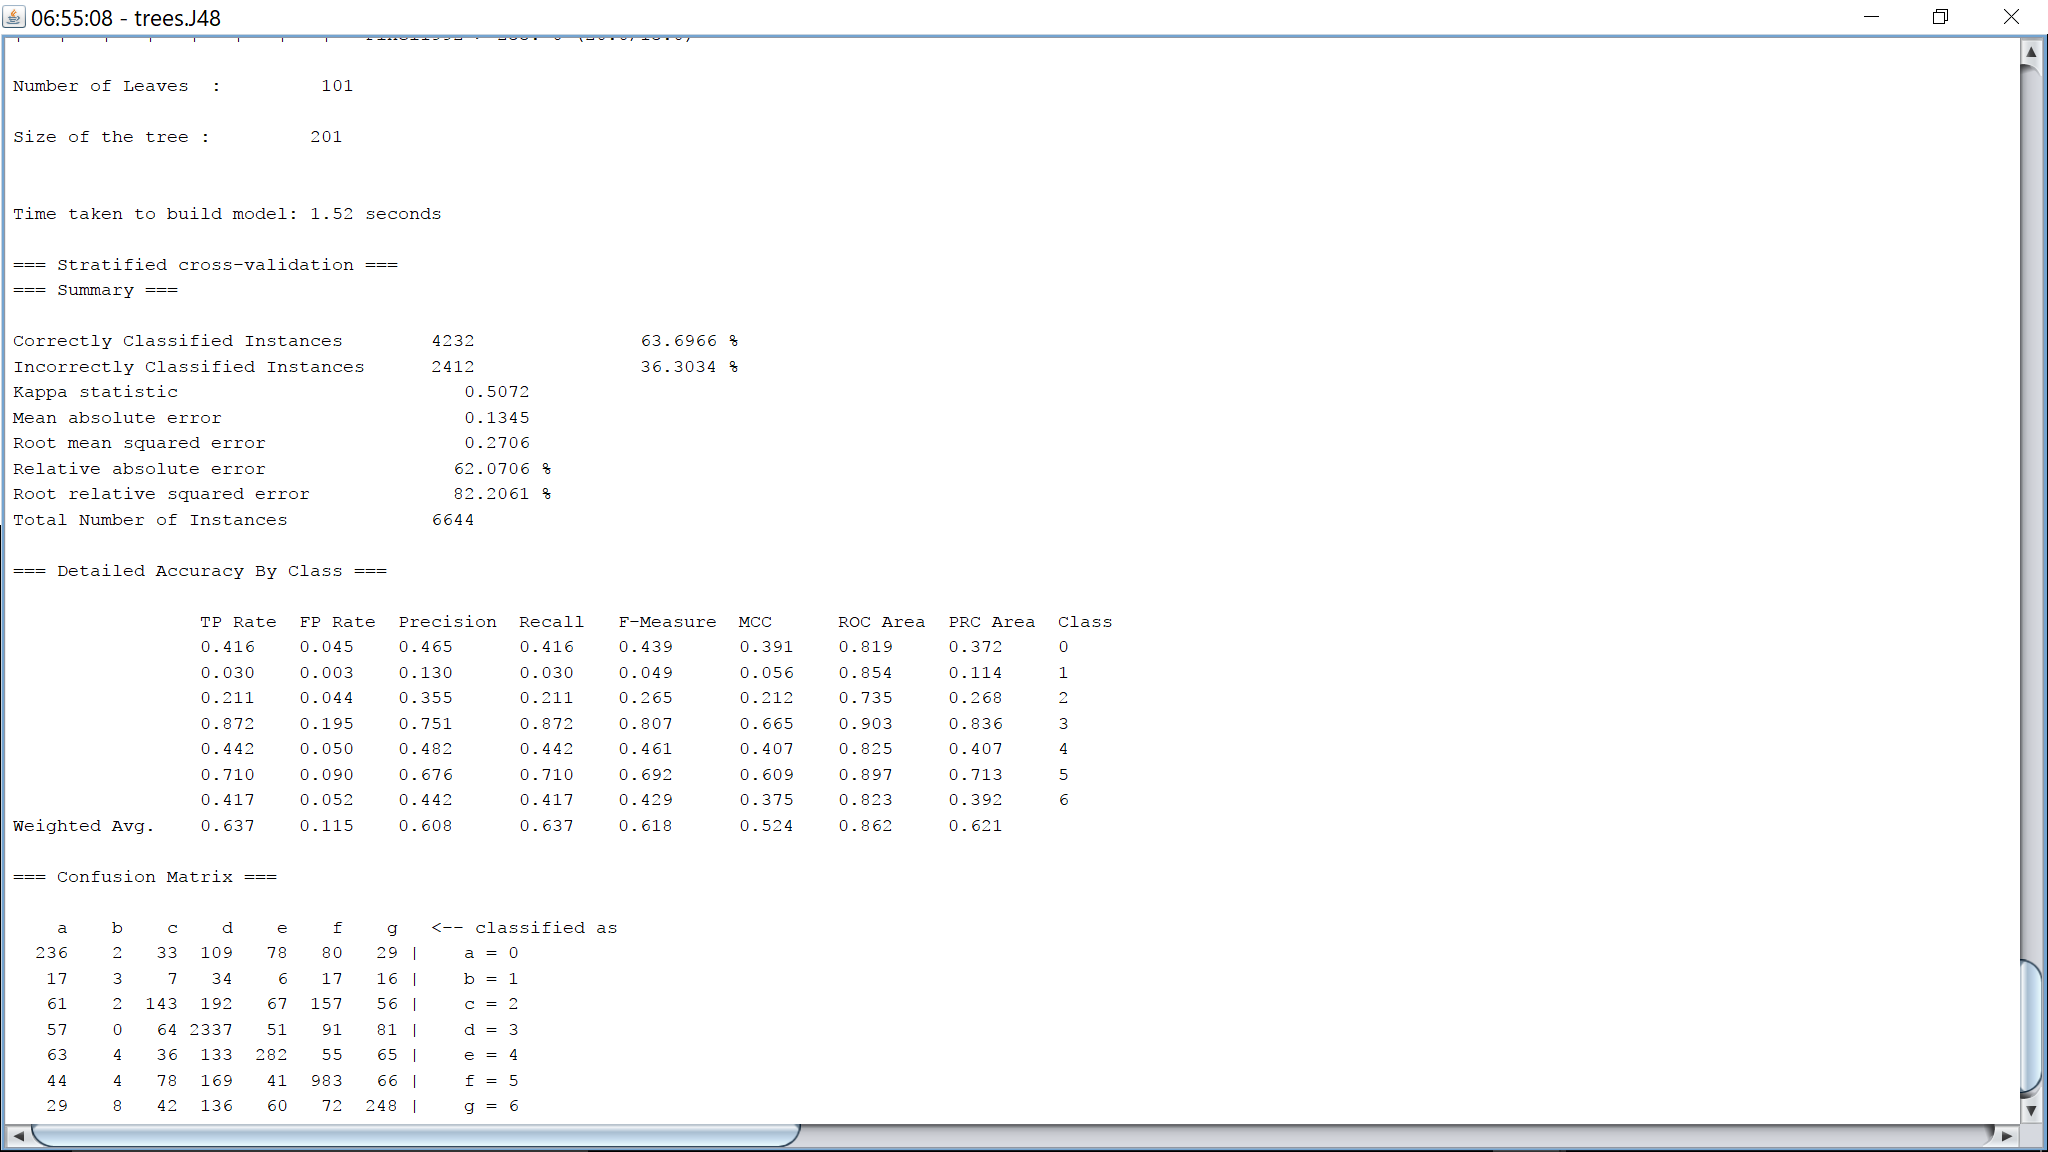 06:55:08 - trees.J48
Number of Leaves  :         101
Size of the tree :         201
Time taken to build model: 1.52 seconds
=== Stratified cross-validation ===
=== Summary ===
Correctly Classified Instances        4232               63.6966 %
Incorrectly Classified Instances      2412               36.3034 %
Kappa statistic                          0.5072
Mean absolute error                      0.1345
Root mean squared error                  0.2706
Relative absolute error                 62.0706 %
Root relative squared error             82.2061 %
Total Number of Instances             6644
=== Detailed Accuracy By Class ===
TP Rate  FP Rate  Precision  Recall   F-Measure  MCC      ROC Area  PRC Area  Class
0.416    0.045    0.465      0.416    0.439      0.391    0.819     0.372     0
0.030    0.003    0.130      0.030    0.049      0.056    0.854     0.114     1
0.211    0.044    0.355      0.211    0.265      0.212    0.735     0.268     2
0.872    0.195    0.751      0.872    0.807      0.665    0.903     0.836     3
0.442    0.050    0.482      0.442    0.461      0.407    0.825     0.407     4
0.710    0.090    0.676      0.710    0.692      0.609    0.897     0.713     5
0.417    0.052    0.442      0.417    0.429      0.375    0.823     0.392     6
Weighted Avg.    0.637    0.115    0.608      0.637    0.618      0.524    0.862     0.621
=== Confusion Matrix ===
a    b    c    d    e    f    g   <-- classified as
236    2   33  109   78   80   29 |    a = 0
17    3    7   34    6   17   16 |    b = 1
61    2  143  192   67  157   56 |    c = 2
57    0   64 2337   51   91   81 |    d = 3
63    4   36  133  282   55   65 |    e = 4
44    4   78  169   41  983   66 |    f = 5
29    8   42  136   60   72  248 |    g = 6